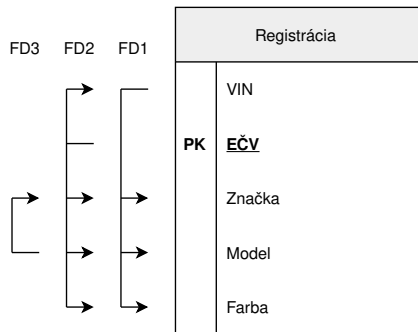 Registrácia
FD3 FD2 FD1
VIN
PK EČV
Značka
Model
Farba